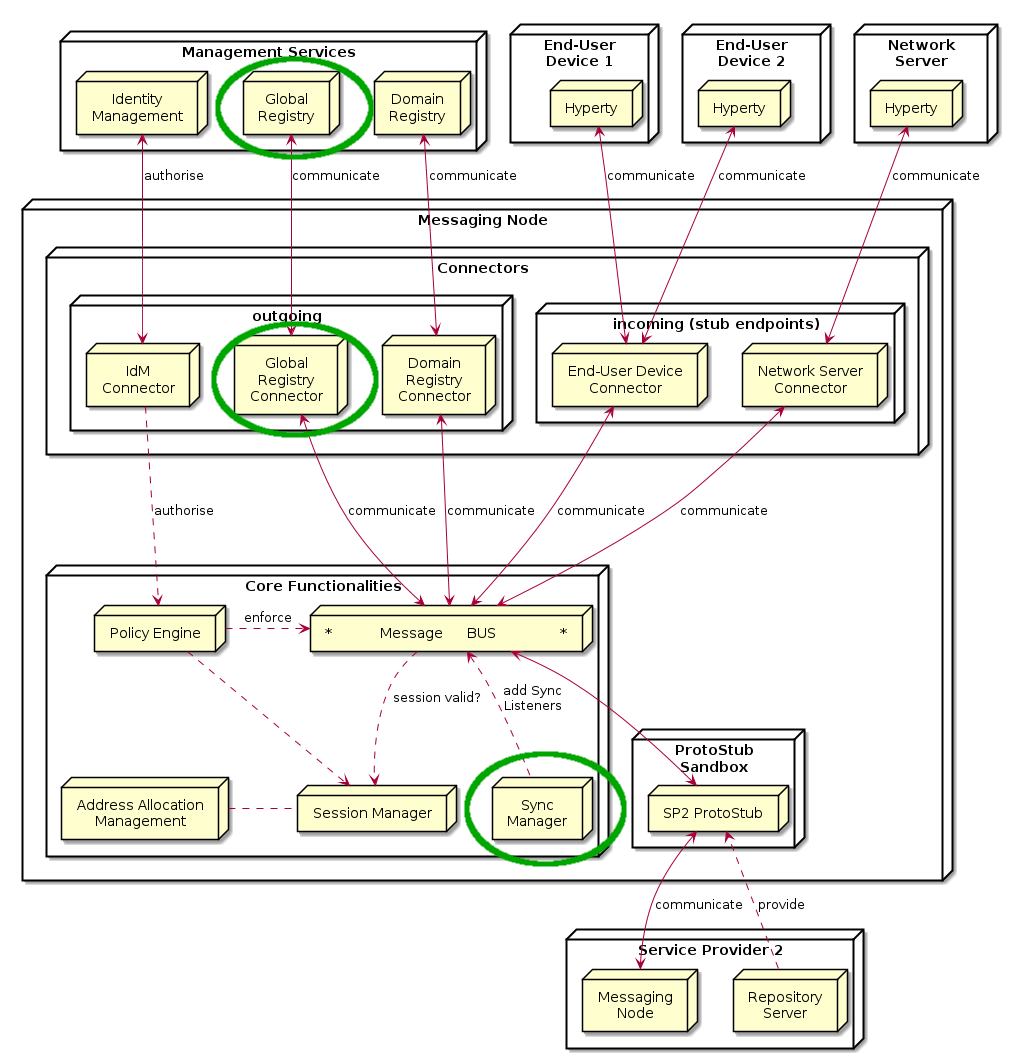 Management Services
Identity
Management
Global
Registry
Domain
Registry
End-User
Device 1
Hyperty
End-User
Device 2
Hyperty
Network
Server
Hyperty
authorise
communicate
communicate
communicate
communicate
communicate
Messaging Node
Connectors
outgoing
IdM
Connector
Global
Registry
Connector
Domain
Registry
Connector
incoming (stub endpoints)
End-User Device
Connector
Network Server
Connector
authorise
communicate
communicate
communicate
communicate
Core Functionalities
Policy Engine
enforce
* Message BUS *
session valid?
add Sync
Listeners
Address Allocation
Management
Session Manager
Sync
Manager
ProtoStub
Sandbox
SP2 ProtoStub
communicate
provide
Service Provider 2
Messaging
Node
Repository
Server